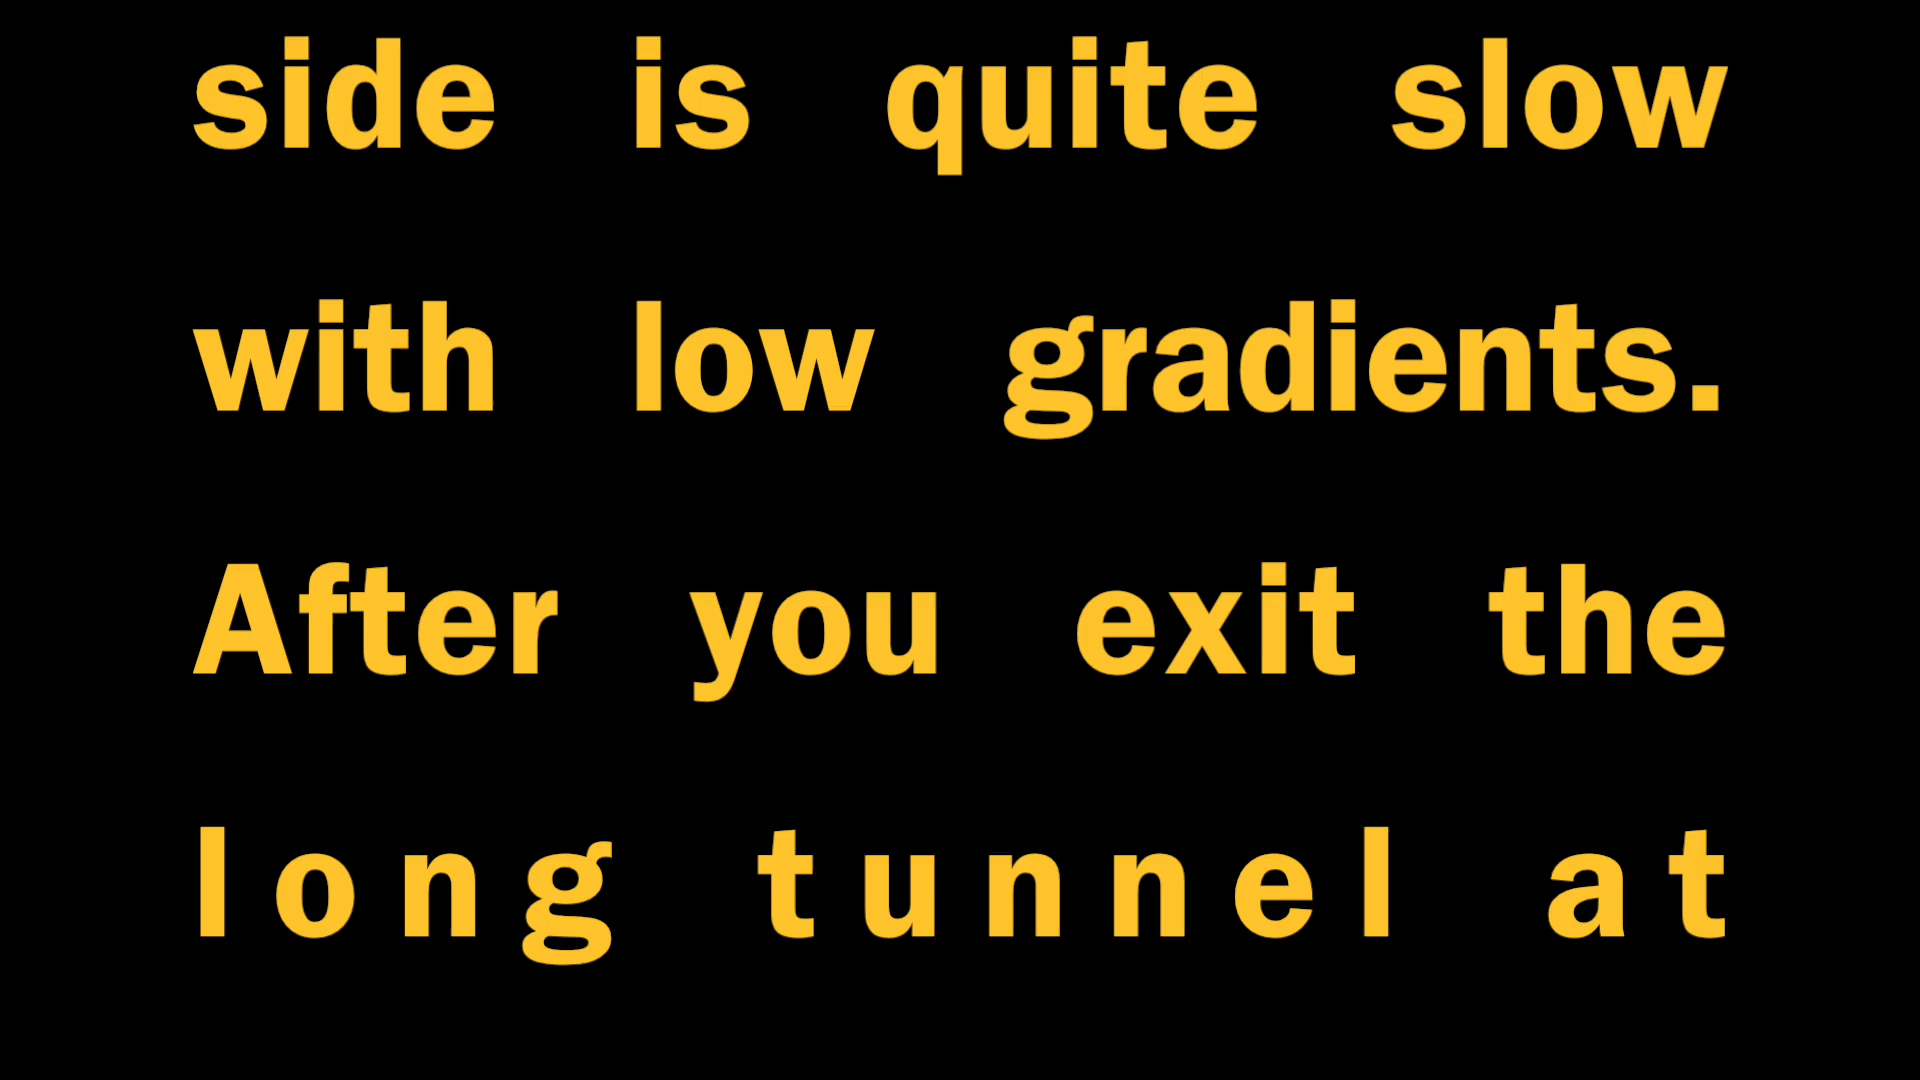 side is quite slow
with low gradients.
After you exit the
long tunnel at